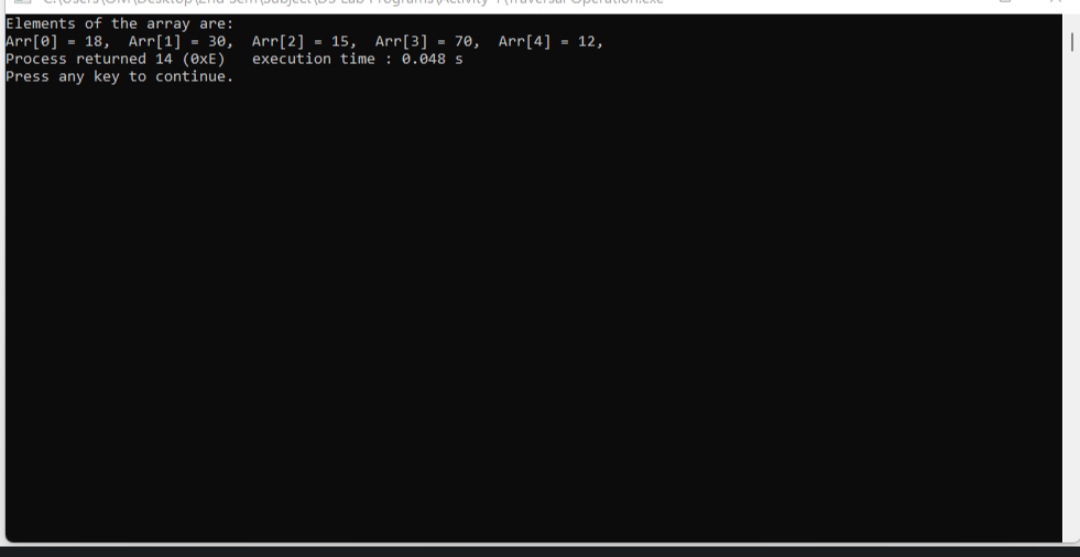 Elements of the array are:
Arr[0] = 18,  Arr[1] = 30,  Arr[2] = 15,  Arr[3] = 70,  Arr[4] = 12,
Process returned 14 (0xE)   execution time : 0.048 s
Press any key to continue.